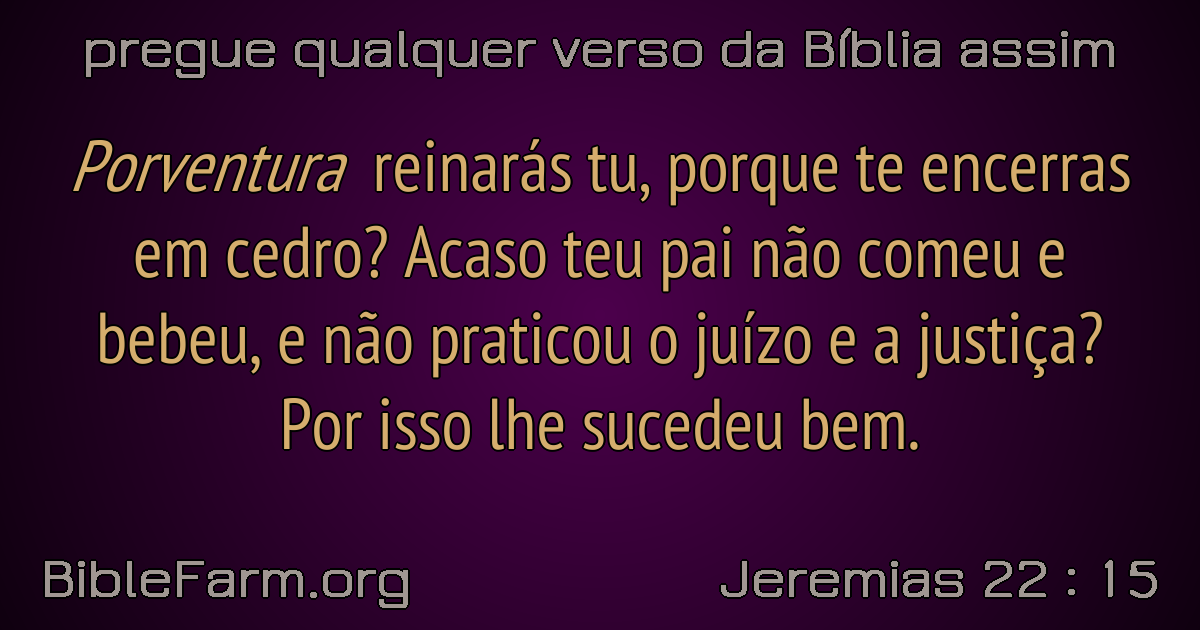 pregue qualquer verso da Bíblia assim
Porventura reinarás tu, porque te encerras
em cedro? Acaso teu pai não comeu e
bebeu, e não praticou o juízo e a justiça?
Por isso lhe sucedeu bem.
BibleFarm.org
Jeremias 22 : 15